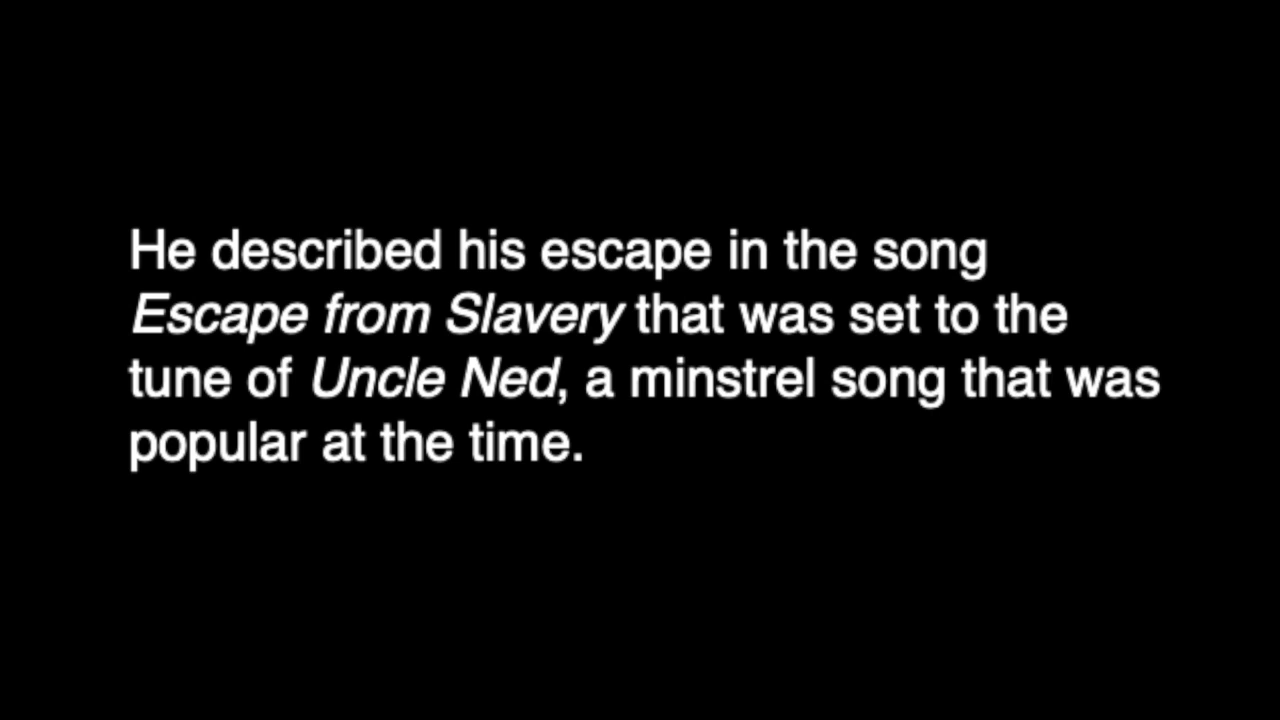 He described his escape in the song
Escape from Slavery that was set to the
tune of Uncle Ned, a minstrel song that was
popular at the time.